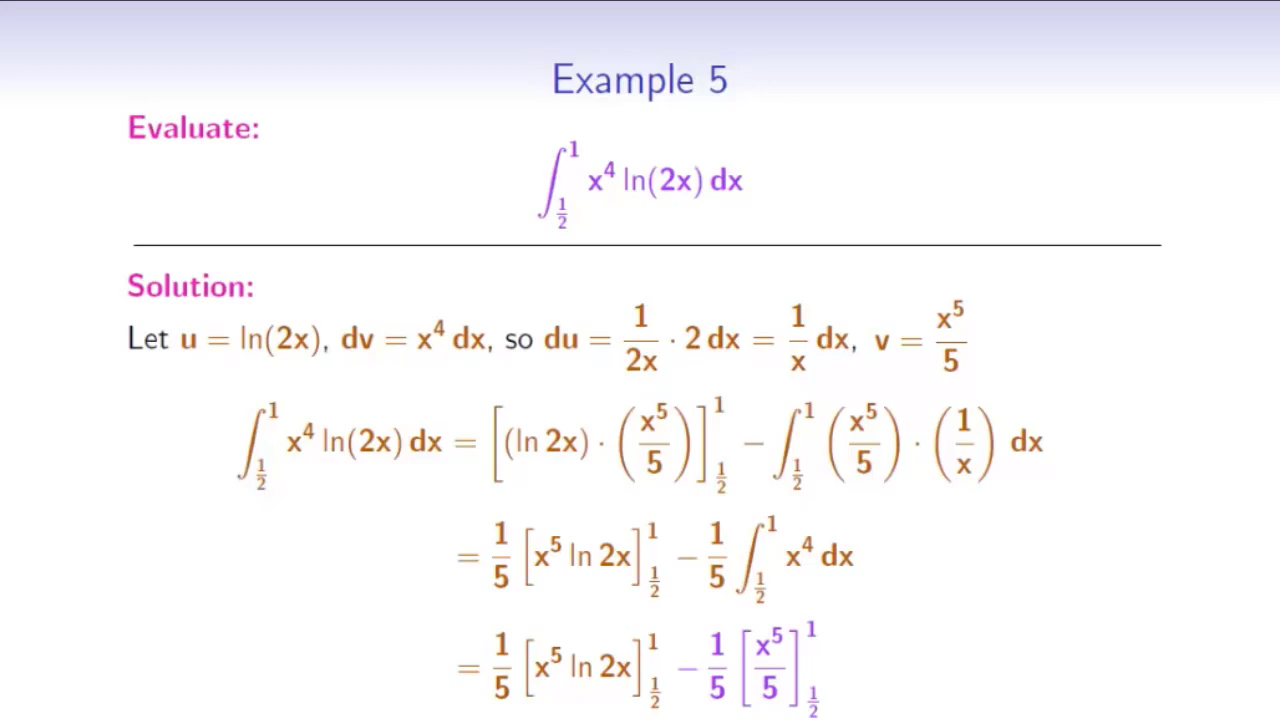 Example 5
Evaluate:
∫_{1/2}^{1} x⁴ ln(2x) dx
Solution:
Let u = ln(2x), dv = x⁴ dx, so du = 1/2x · 2 dx = 1/x dx, v = x⁵/5
∫_{1/2}^{1} x⁴ ln(2x) dx = [(ln 2x) · (x⁵/5)]_{1/2}^{1} − ∫_{1/2}^{1} (x⁵/5) · (1/x) dx
= 1/5 [x⁵ ln 2x]_{1/2}^{1} − 1/5 ∫_{1/2}^{1} x⁴ dx
= 1/5 [x⁵ ln 2x]_{1/2}^{1} − 1/5 [x⁵/5]_{1/2}^{1}